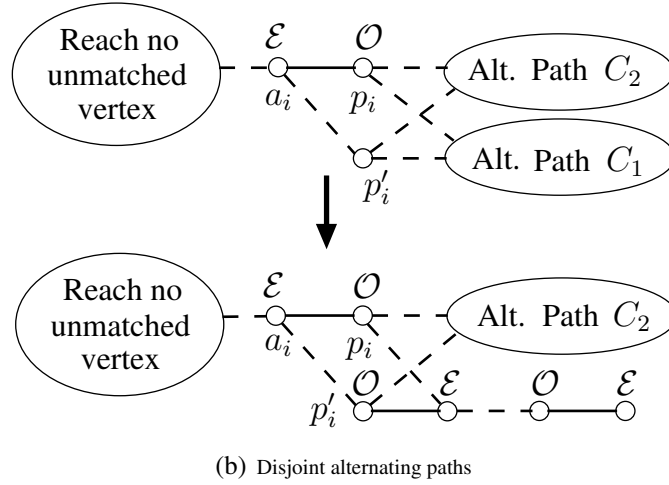 Reach no
unmatched
vertex
ℰ 𝒪
a_i p_i
p'_i
Alt. Path C_2
Alt. Path C_1
Reach no
unmatched
vertex
ℰ 𝒪
a_i p_i
Alt. Path C_2
𝒪 ℰ 𝒪 ℰ
p'_i
(b) Disjoint alternating paths